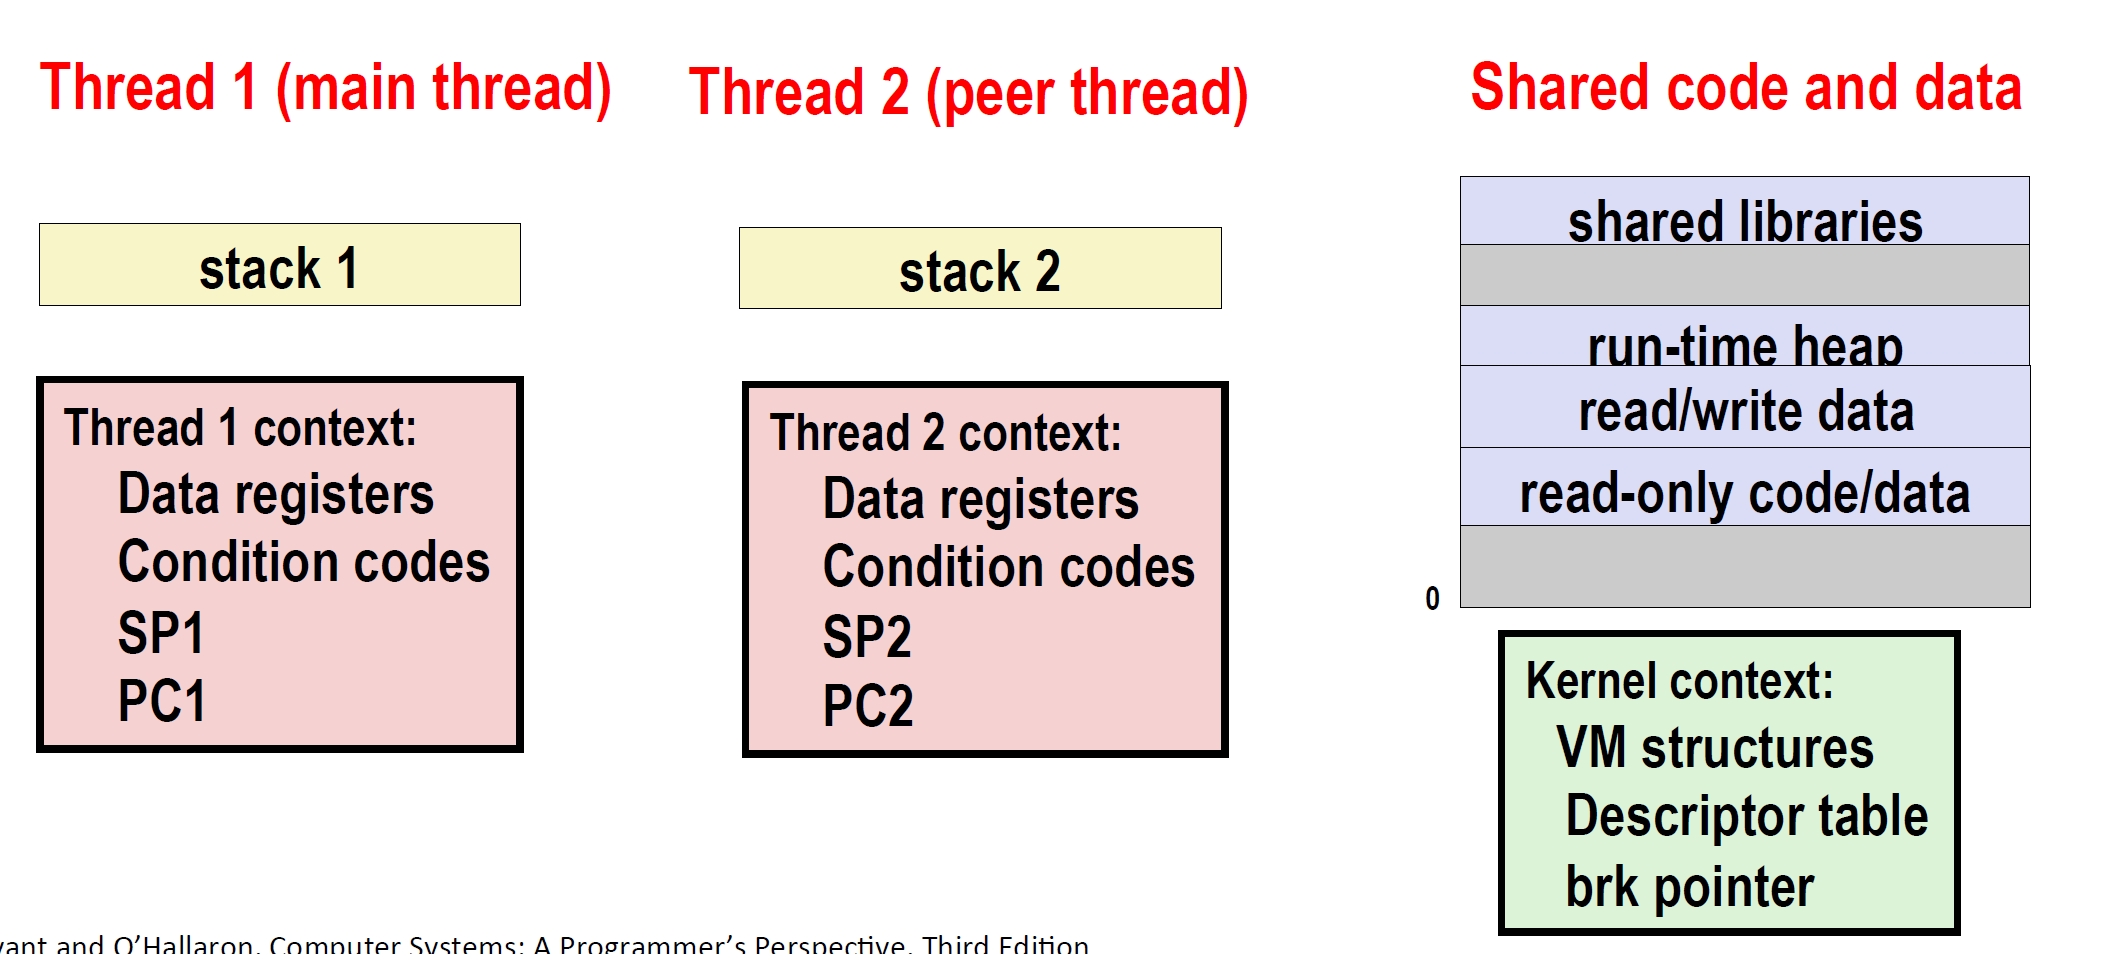 Thread 1 (main thread)
Thread 2 (peer thread)
Shared code and data
stack 1
Thread 1 context:
Data registers
Condition codes
SP1
PC1
stack 2
Thread 2 context:
Data registers
Condition codes
SP2
PC2
shared libraries
run-time heap
read/write data
read-only code/data
0
Kernel context:
VM structures
Descriptor table
brk pointer
and O'Hallaron, Computer Systems: A Programmer's Perspective, Third Edition